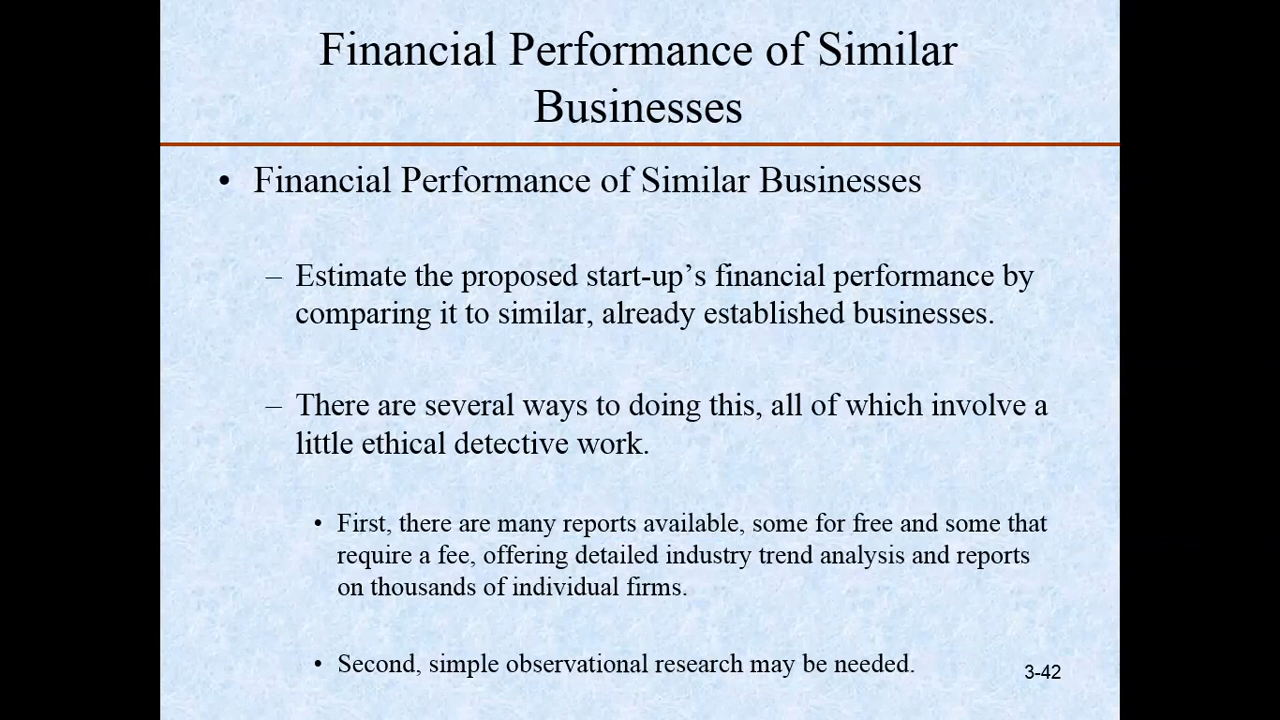 Financial Performance of Similar
Businesses
• Financial Performance of Similar Businesses
– Estimate the proposed start-up’s financial performance by
comparing it to similar, already established businesses.
– There are several ways to doing this, all of which involve a
little ethical detective work.
• First, there are many reports available, some for free and some that
require a fee, offering detailed industry trend analysis and reports
on thousands of individual firms.
• Second, simple observational research may be needed.
3-42